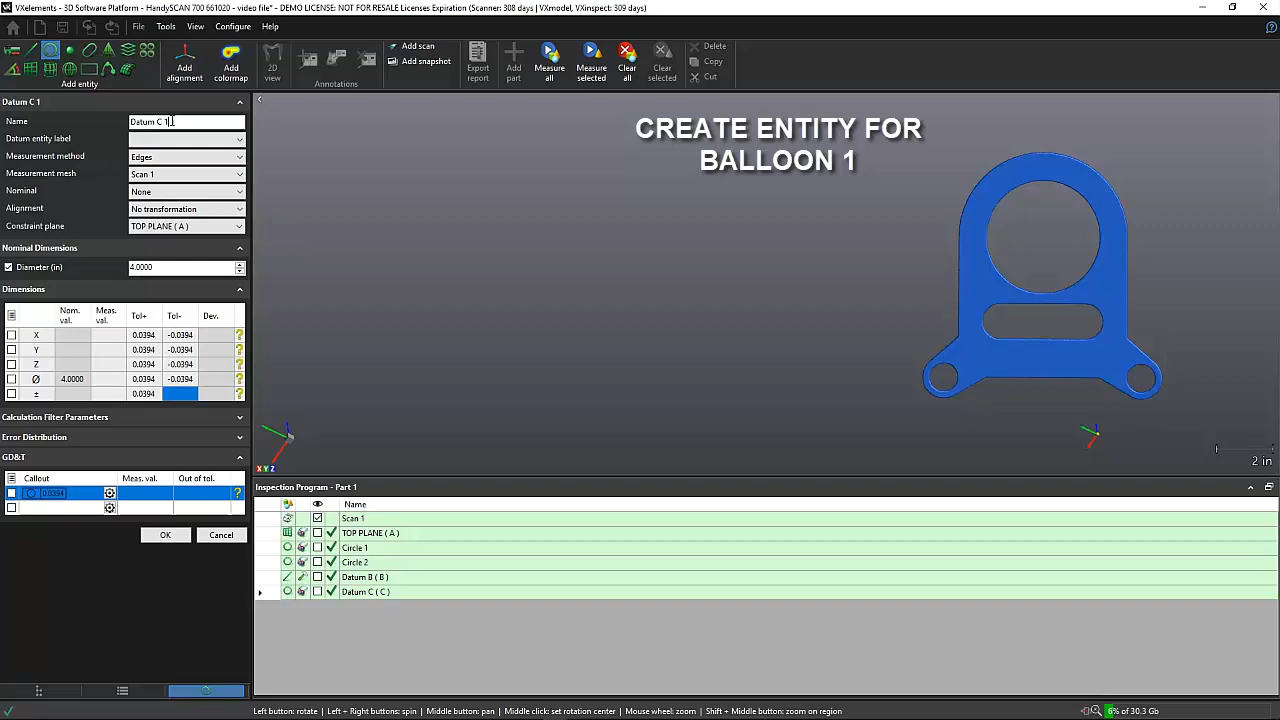 VXelements - 3D Software Platform - HandySCAN 700 661020 - video file* - DEMO LICENSE: NOT FOR RESALE Licenses Expiration (Scanner: 308 days | VXmodel, VXinspect: 309 days)
File Tools View Configure Help
Add entity
Add alignment
Add colormap
2D view
Annotations
Add scan
Add snapshot
Export report
Add part
Measure all
Measure selected
Clear all
Clear selected
Delete
Copy
Cut
Datum C 1
Name Datum C 1
Datum entity label
Measurement method Edges
Measurement mesh Scan 1
Nominal None
Alignment No transformation
Constraint plane TOP PLANE ( A )
Nominal Dimensions
Diameter (in) 4.0000
Dimensions
Nom. val. Meas. val. Tol+ Tol- Dev.
X 0.0394 -0.0394 ?
Y 0.0394 -0.0394 ?
Z 0.0394 -0.0394 ?
Ø 4.0000 0.0394 -0.0394 ?
± 0.0394 ?
Calculation Filter Parameters
Error Distribution
GD&T
Callout Meas. val. Out of tol.
0.0394 ?
OK Cancel
CREATE ENTITY FOR
BALLOON 1
X Y Z
2 in
Inspection Program - Part 1
Name
Scan 1
TOP PLANE ( A )
Circle 1
Circle 2
Datum B ( B )
Datum C ( C )
Left button: rotate | Left + Right buttons: spin | Middle button: pan | Middle click: set rotation center | Mouse wheel: zoom | Shift + Middle button: zoom on region
6% of 30.3 Gb